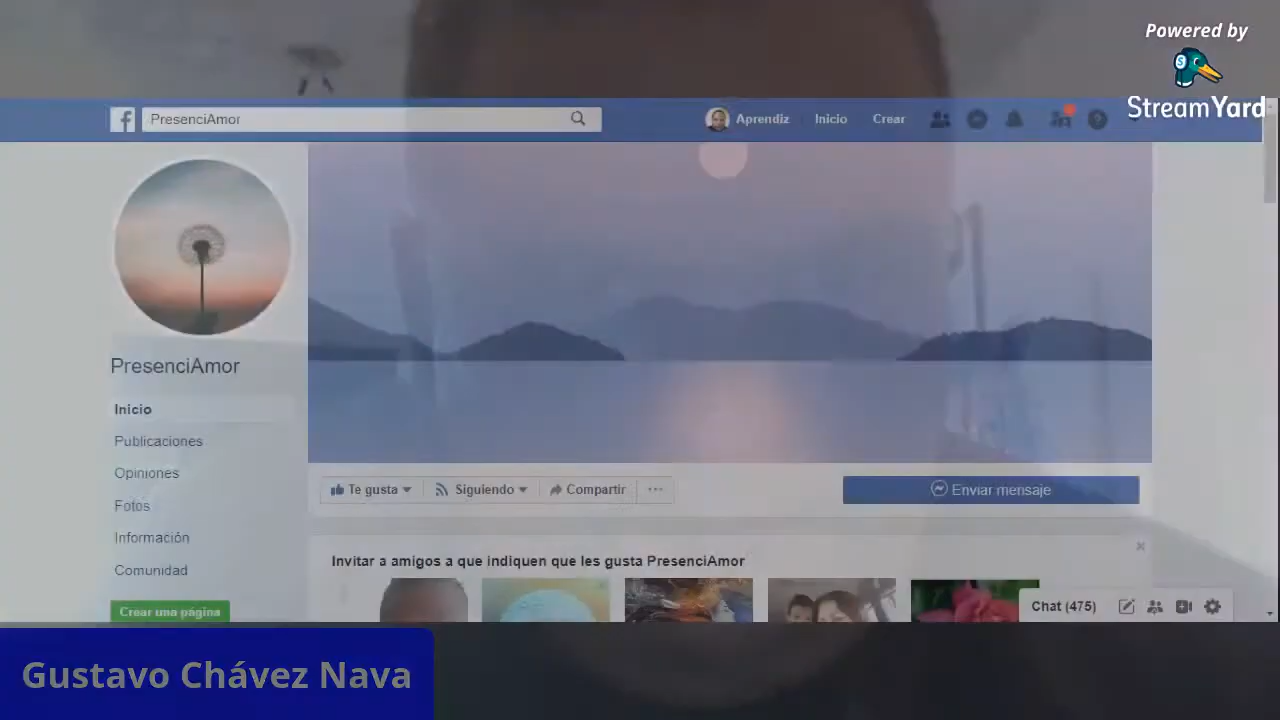 Powered by
StreamYard
PresenciAmor
Aprendiz
Inicio
Crear
PresenciAmor
Inicio
Publicaciones
Opiniones
Fotos
Información
Comunidad
Crear una página
Te gusta
Siguiendo
Compartir
Enviar mensaje
Invitar a amigos a que indiquen que les gusta PresenciAmor
Chat (475)
Gustavo Chávez Nava